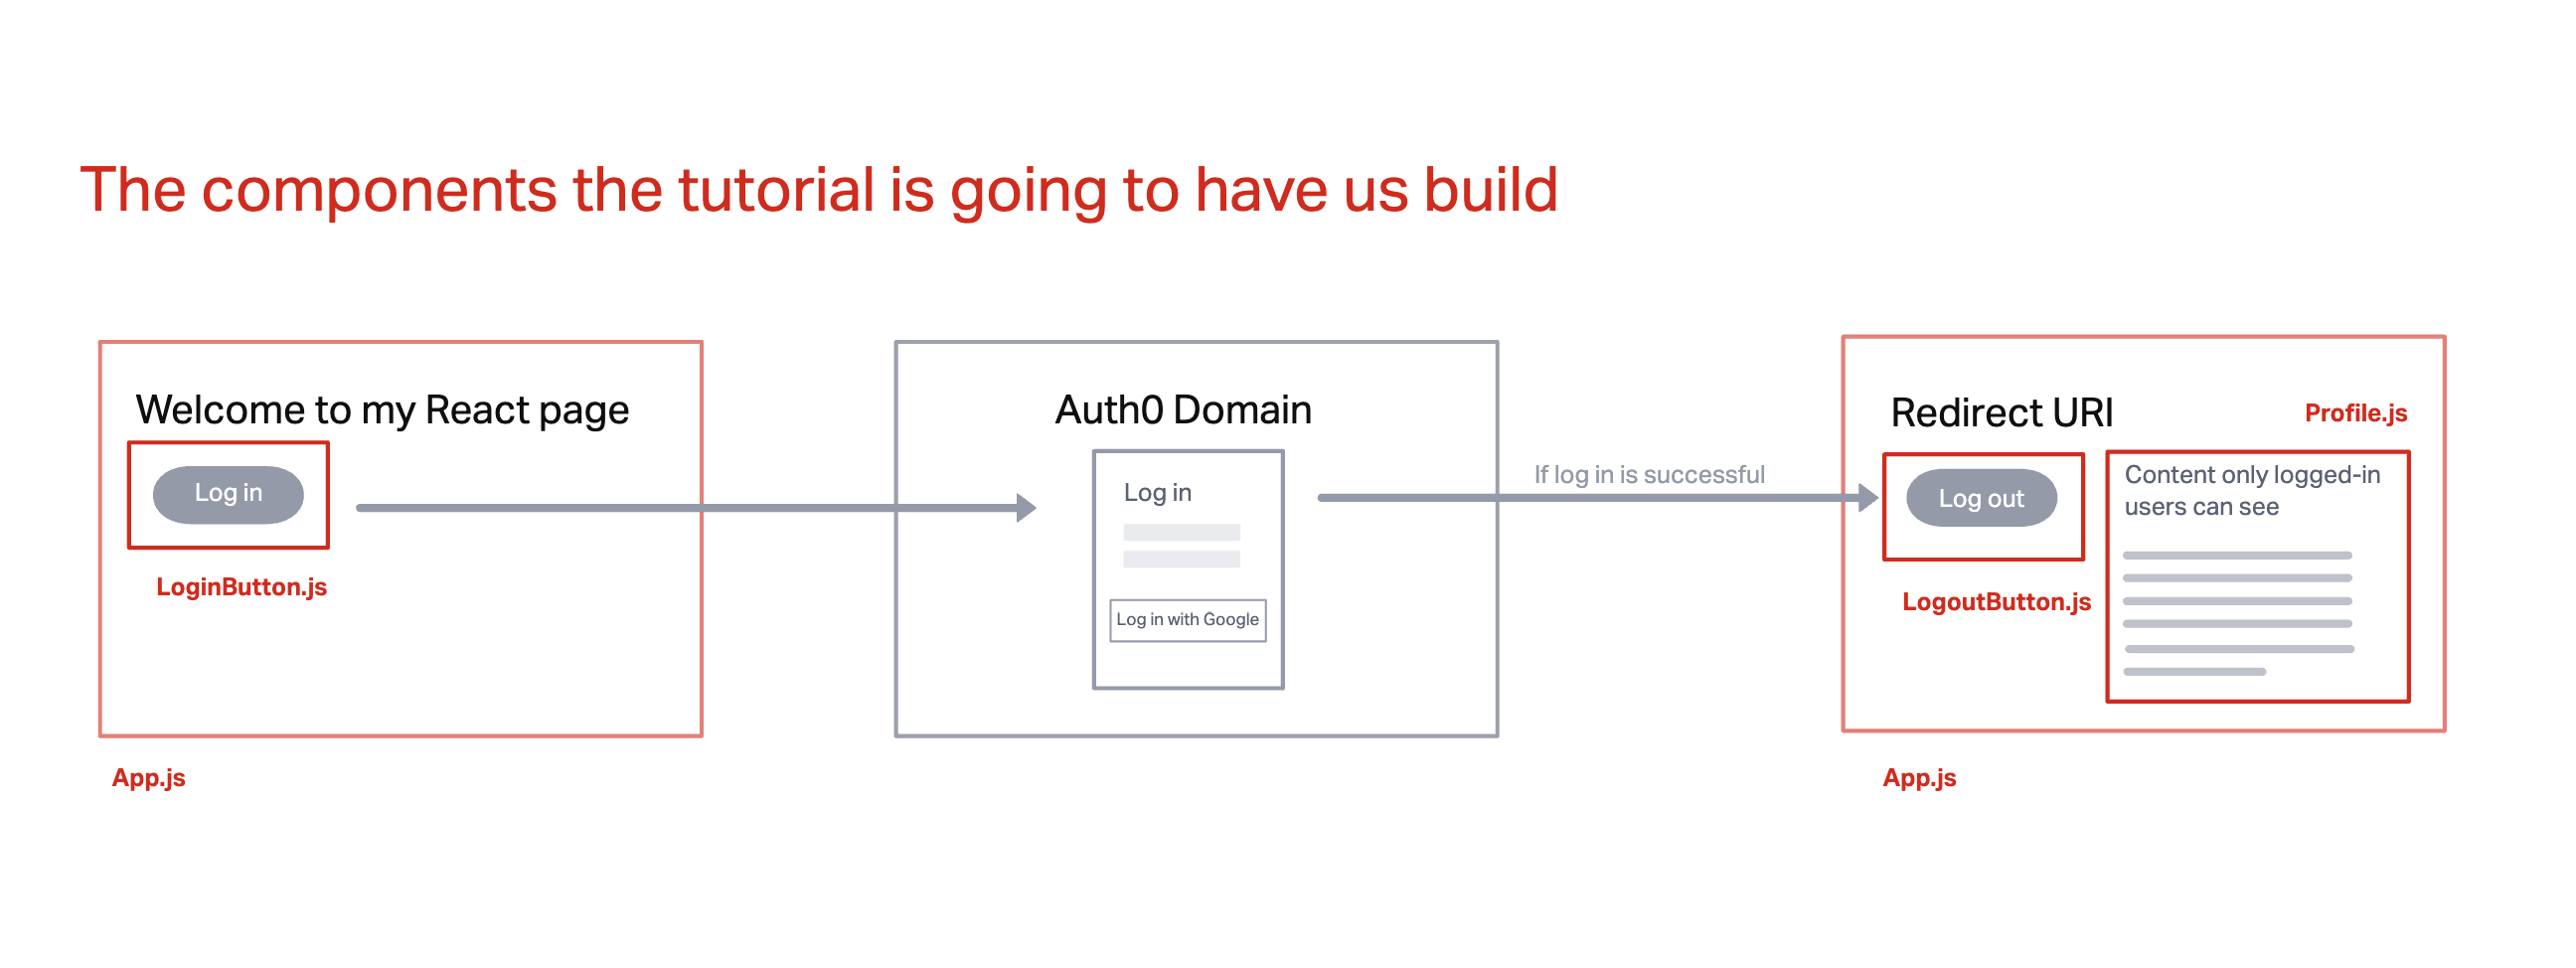 The components the tutorial is going to have us build
Welcome to my React page
Log in
LoginButton.js
App.js
Auth0 Domain
Log in
Log in with Google
If log in is successful
Redirect URI
Profile.js
Log out
LogoutButton.js
Content only logged-in
users can see
App.js